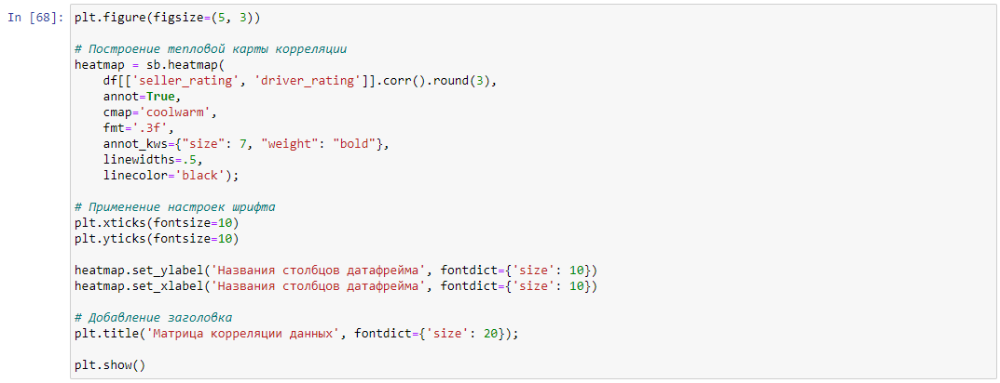 In [68]: plt.figure(figsize=(5, 3))
# Построение тепловой карты корреляции
heatmap = sb.heatmap(
    df[['seller_rating', 'driver_rating']].corr().round(3),
    annot=True,
    cmap='coolwarm',
    fmt='.3f',
    annot_kws={"size": 7, "weight": "bold"},
    linewidths=.5,
    linecolor='black');
# Применение настроек шрифта
plt.xticks(fontsize=10)
plt.yticks(fontsize=10)
heatmap.set_ylabel('Названия столбцов датафрейма', fontdict={'size': 10})
heatmap.set_xlabel('Названия столбцов датафрейма', fontdict={'size': 10})
# Добавление заголовка
plt.title('Матрица корреляции данных', fontdict={'size': 20});
plt.show()